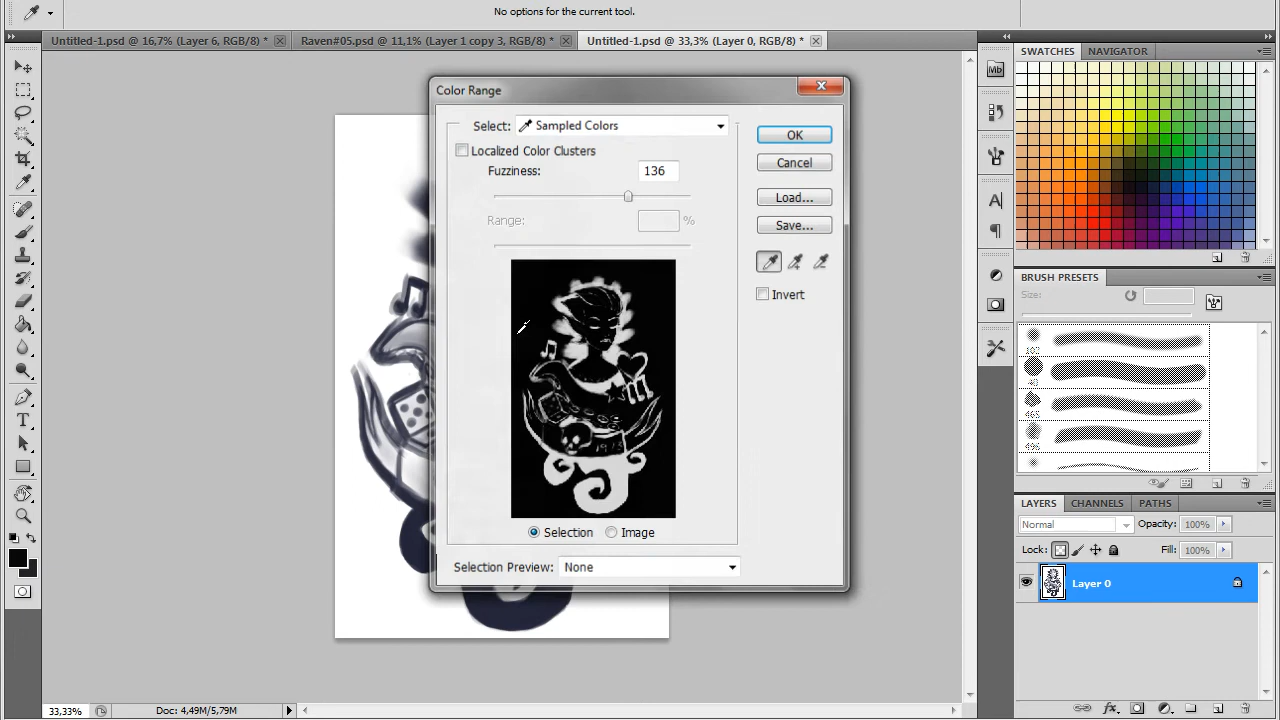 No options for the current tool.
Untitled-1.psd @ 16,7% (Layer 6, RGB/8) *
Raven#05.psd @ 11,1% (Layer 1 copy 3, RGB/8) *
Untitled-1.psd @ 33,3% (Layer 0, RGB/8) *
Color Range
Select: Sampled Colors
Localized Color Clusters
Fuzziness: 136
Range: %
OK
Cancel
Load...
Save...
Invert
1913
Selection Image
Selection Preview: None
Mb
SWATCHES NAVIGATOR
BRUSH PRESETS
Size:
LAYERS CHANNELS PATHS
Normal Opacity: 100%
Lock: Fill: 100%
Layer 0
33,33% Doc: 4,49M/5,79M